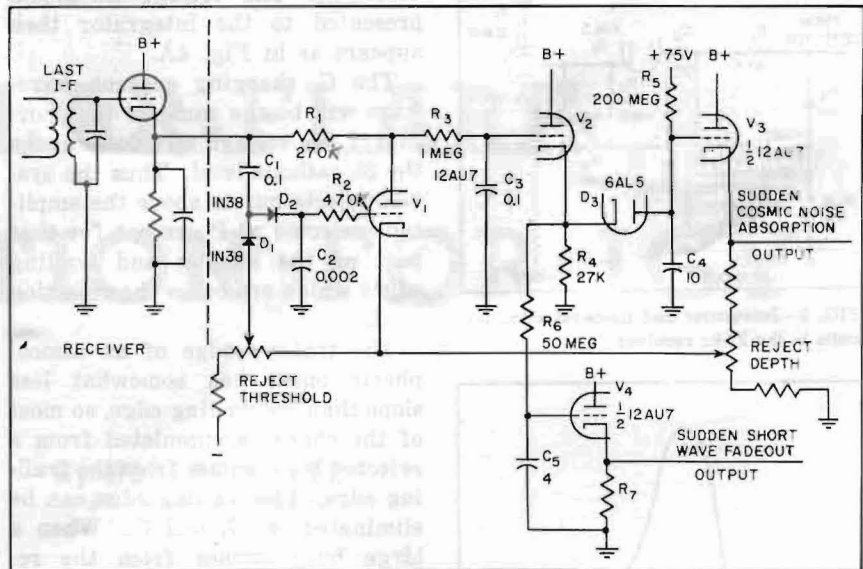 B+
LAST
I-F
R1
270K
R3
1 MEG
12AU7
B+
V2
+75V
R5
200 MEG
B+
V3
1/2 12AU7
C1
0.1
R2
470K
V1
C3
0.1
6AL5
D3
IN38
D2
IN38
D1
C2
0.002
R4
27K
C4
10
SUDDEN
COSMIC NOISE
ABSORPTION
OUTPUT
R6
50 MEG
RECEIVER
REJECT
THRESHOLD
REJECT
DEPTH
B+
V4
1/2 12AU7
C5
4
R7
SUDDEN SHORT
WAVE FADEOUT
OUTPUT